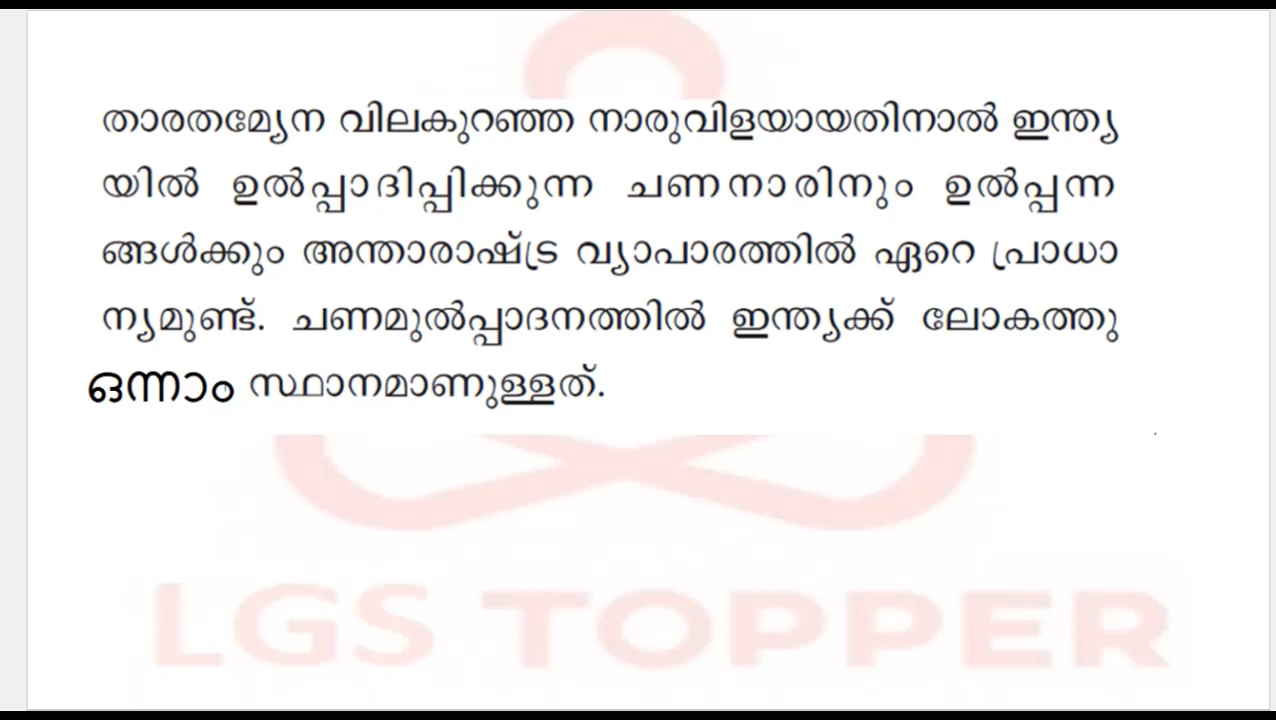 താരതമ്യേന വിലകുറഞ്ഞ നാരുവിളയായതിനാൽ ഇന്ത്യ
യിൽ ഉൽപ്പാദിപ്പിക്കുന്ന ചണനാരിനും ഉൽപ്പന്ന
ങ്ങൾക്കും അന്താരാഷ്ട്ര വ്യാപാരത്തിൽ ഏറെ പ്രാധാ
ന്യമുണ്ട്. ചണമുൽപ്പാദനത്തിൽ ഇന്ത്യക്ക് ലോകത്തു
ഒന്നാം സ്ഥാനമാണുള്ളത്.
LGS TOPPER